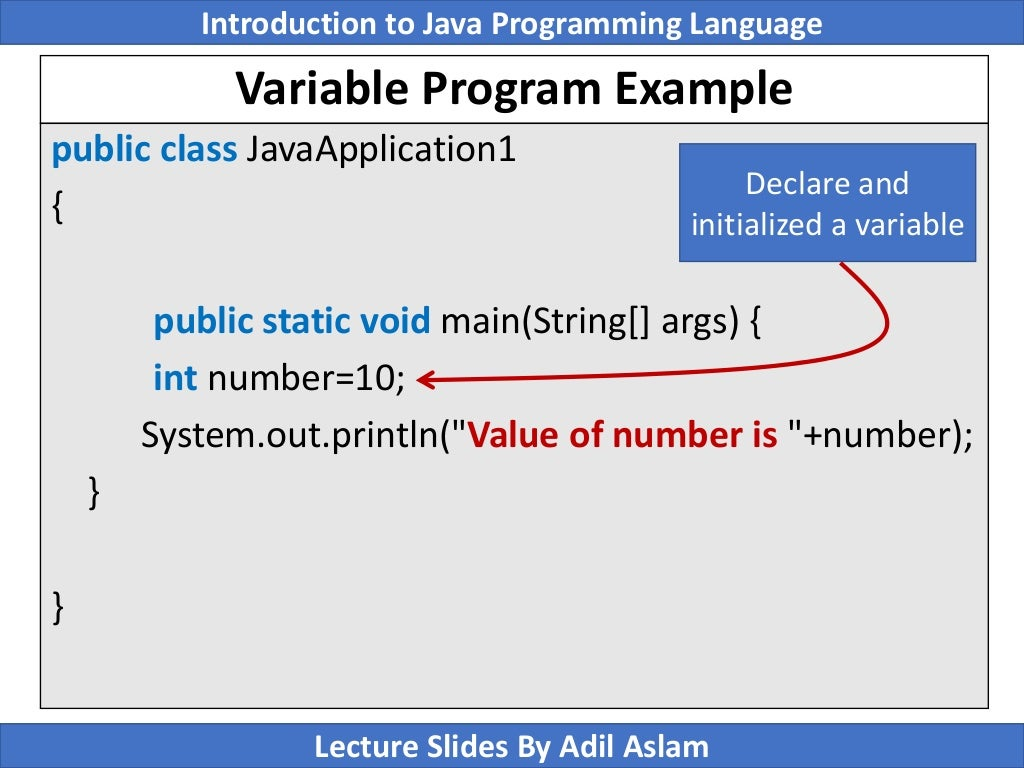 Introduction to Java Programming Language
Variable Program Example
public class JavaApplication1
{
Declare and
initialized a variable
public static void main(String[] args) {
int number=10;
System.out.println("Value of number is "+number);
}
}
Lecture Slides By Adil Aslam